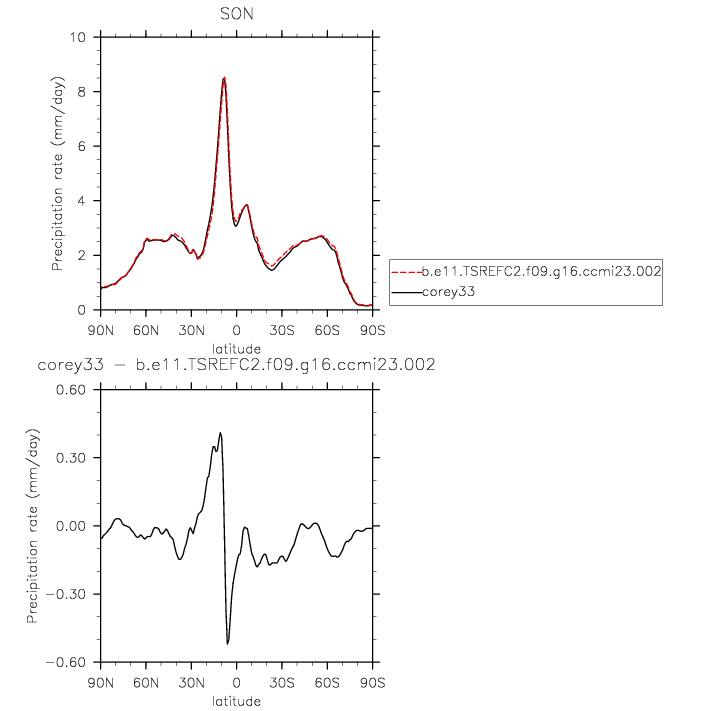 SON
10
8
6
4
2
0
Precipitation rate (mm/day)
90N 60N 30N 0 30S 60S 90S
latitude
b.e11.TSREFC2.f09.g16.ccmi23.002
corey33
corey33 − b.e11.TSREFC2.f09.g16.ccmi23.002
0.60
0.30
0.00
−0.30
−0.60
Precipitation rate (mm/day)
90N 60N 30N 0 30S 60S 90S
latitude